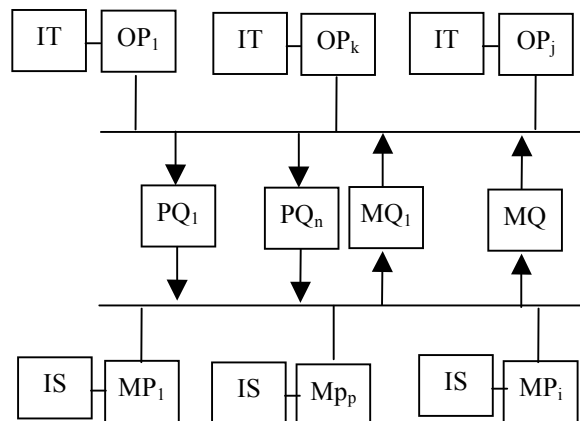 IT OP₁ IT OPₖ IT OPⱼ
PQ₁ PQₙ MQ₁ MQ
IS MP₁ IS Mpₚ IS MPᵢ